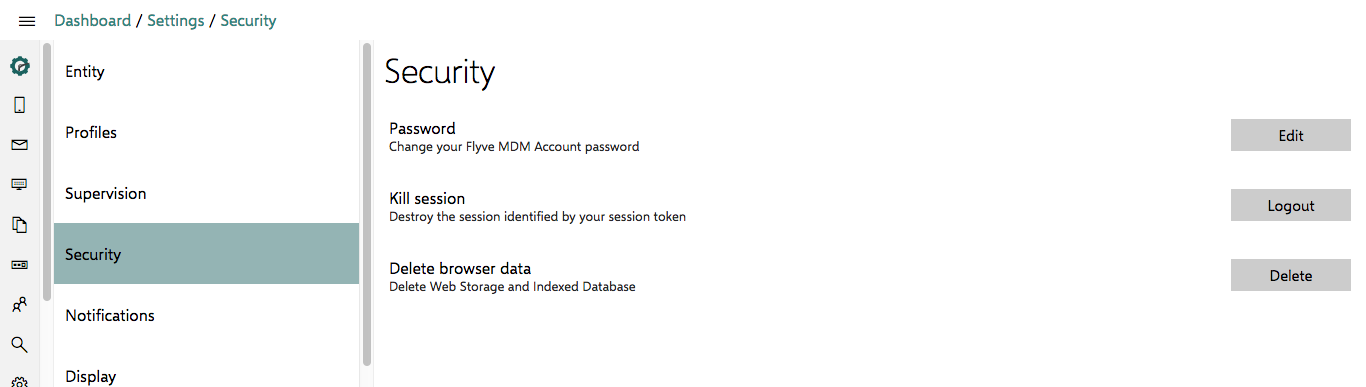 Dashboard / Settings / Security
Entity
Profiles
Supervision
Security
Notifications
Display
Security
Password
Change your Flyve MDM Account password
Edit
Kill session
Destroy the session identified by your session token
Logout
Delete browser data
Delete Web Storage and Indexed Database
Delete